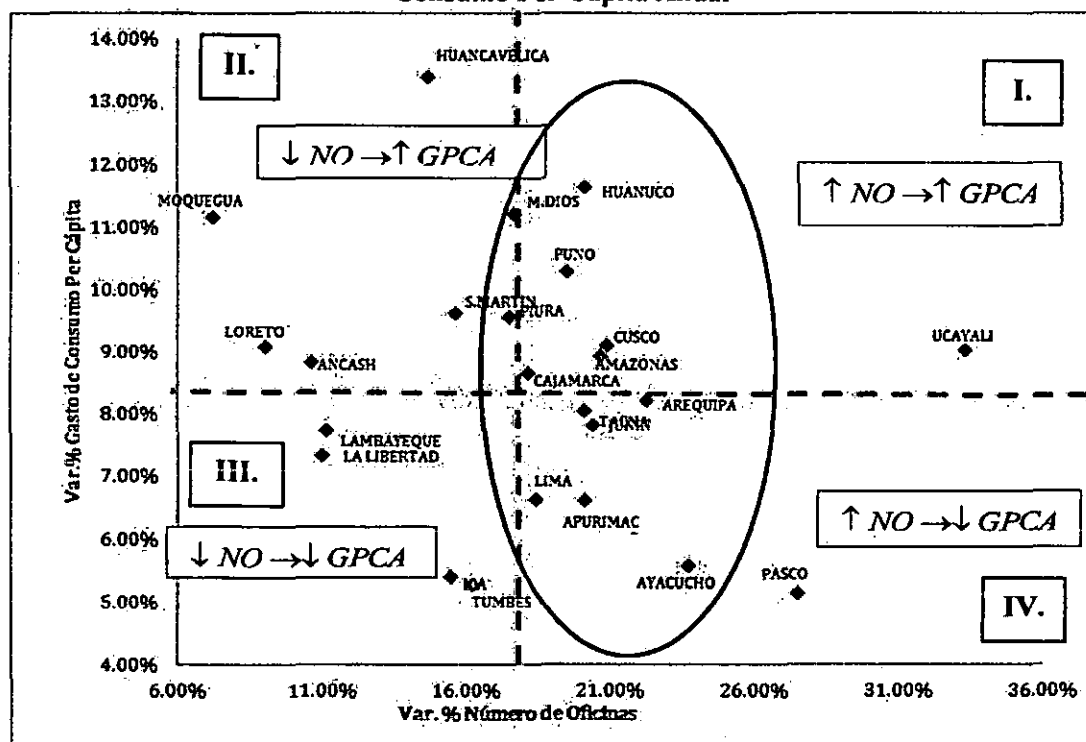 Consumo Per Cápita Anual
14.00%
13.00%
12.00%
11.00%
10.00%
9.00%
8.00%
7.00%
6.00%
5.00%
4.00%
Var.% Gasto de Consumo Per Cápita
II.
HUANCAVELICA
I.
↓ NO →↑ GPCA
↑ NO →↑ GPCA
MOQUEGUA
M.DIOS
HUANUCO
PUNO
S.MARTIN
PIURA
LORETO
ANCASH
CUSCO
AMAZONAS
UCAYALI
CAJAMARCA
AREQUIPA
TACNA
JUNIN
LAMBAYEQUE
LA LIBERTAD
III.
LIMA
APURIMAC
↑ NO →↓ GPCA
↓ NO →↓ GPCA
ICA
TUMBES
AYACUCHO
PASCO
IV.
6.00% 11.00% 16.00% 21.00% 26.00% 31.00% 36.00%
Var.% Número de Oficinas